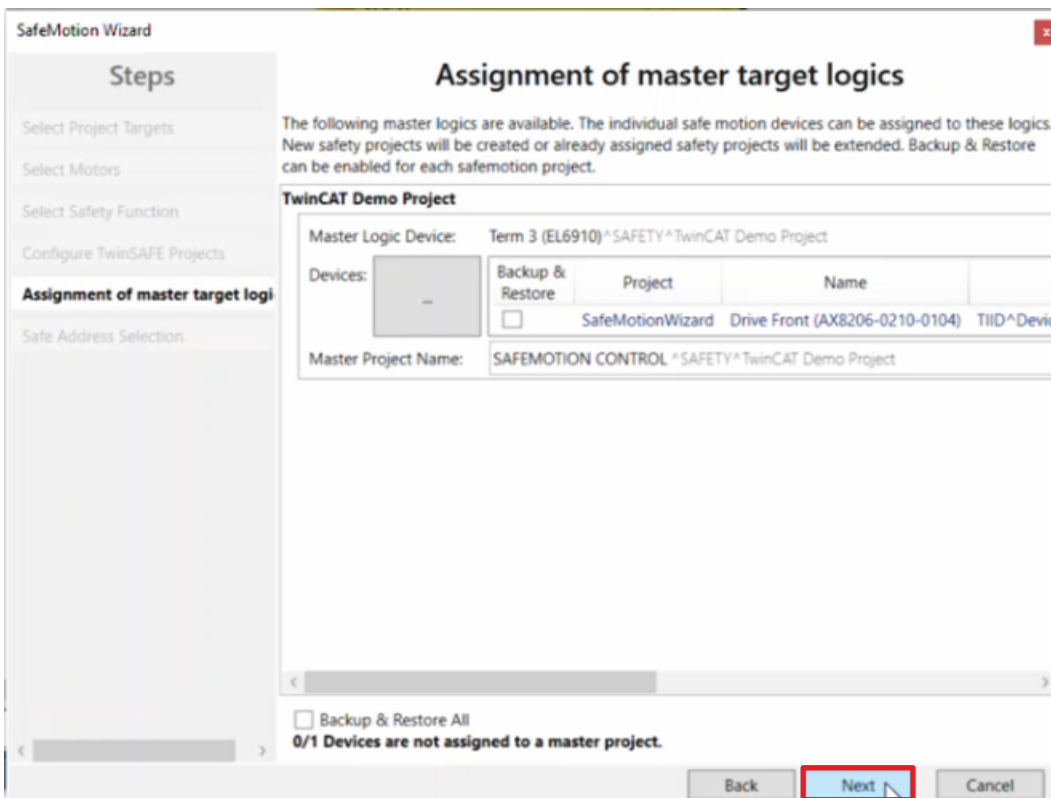 SafeMotion Wizard
x
Steps
Select Project Targets
Select Motors
Select Safety Function
Configure TwinSAFE Projects
Assignment of master target logi
Safe Address Selection
Assignment of master target logics
The following master logics are available. The individual safe motion devices can be assigned to these logics.
New safety projects will be created or already assigned safety projects will be extended. Backup & Restore
can be enabled for each safemotion project.
TwinCAT Demo Project
Master Logic Device: Term 3 (EL6910)^SAFETY^TwinCAT Demo Project
Devices: ... Backup & Restore Project Name
SafeMotionWizard Drive Front (AX8206-0210-0104) TIID^Devic
Master Project Name: SAFEMOTION CONTROL ^SAFETY^TwinCAT Demo Project
Backup & Restore All
0/1 Devices are not assigned to a master project.
Back Next Cancel